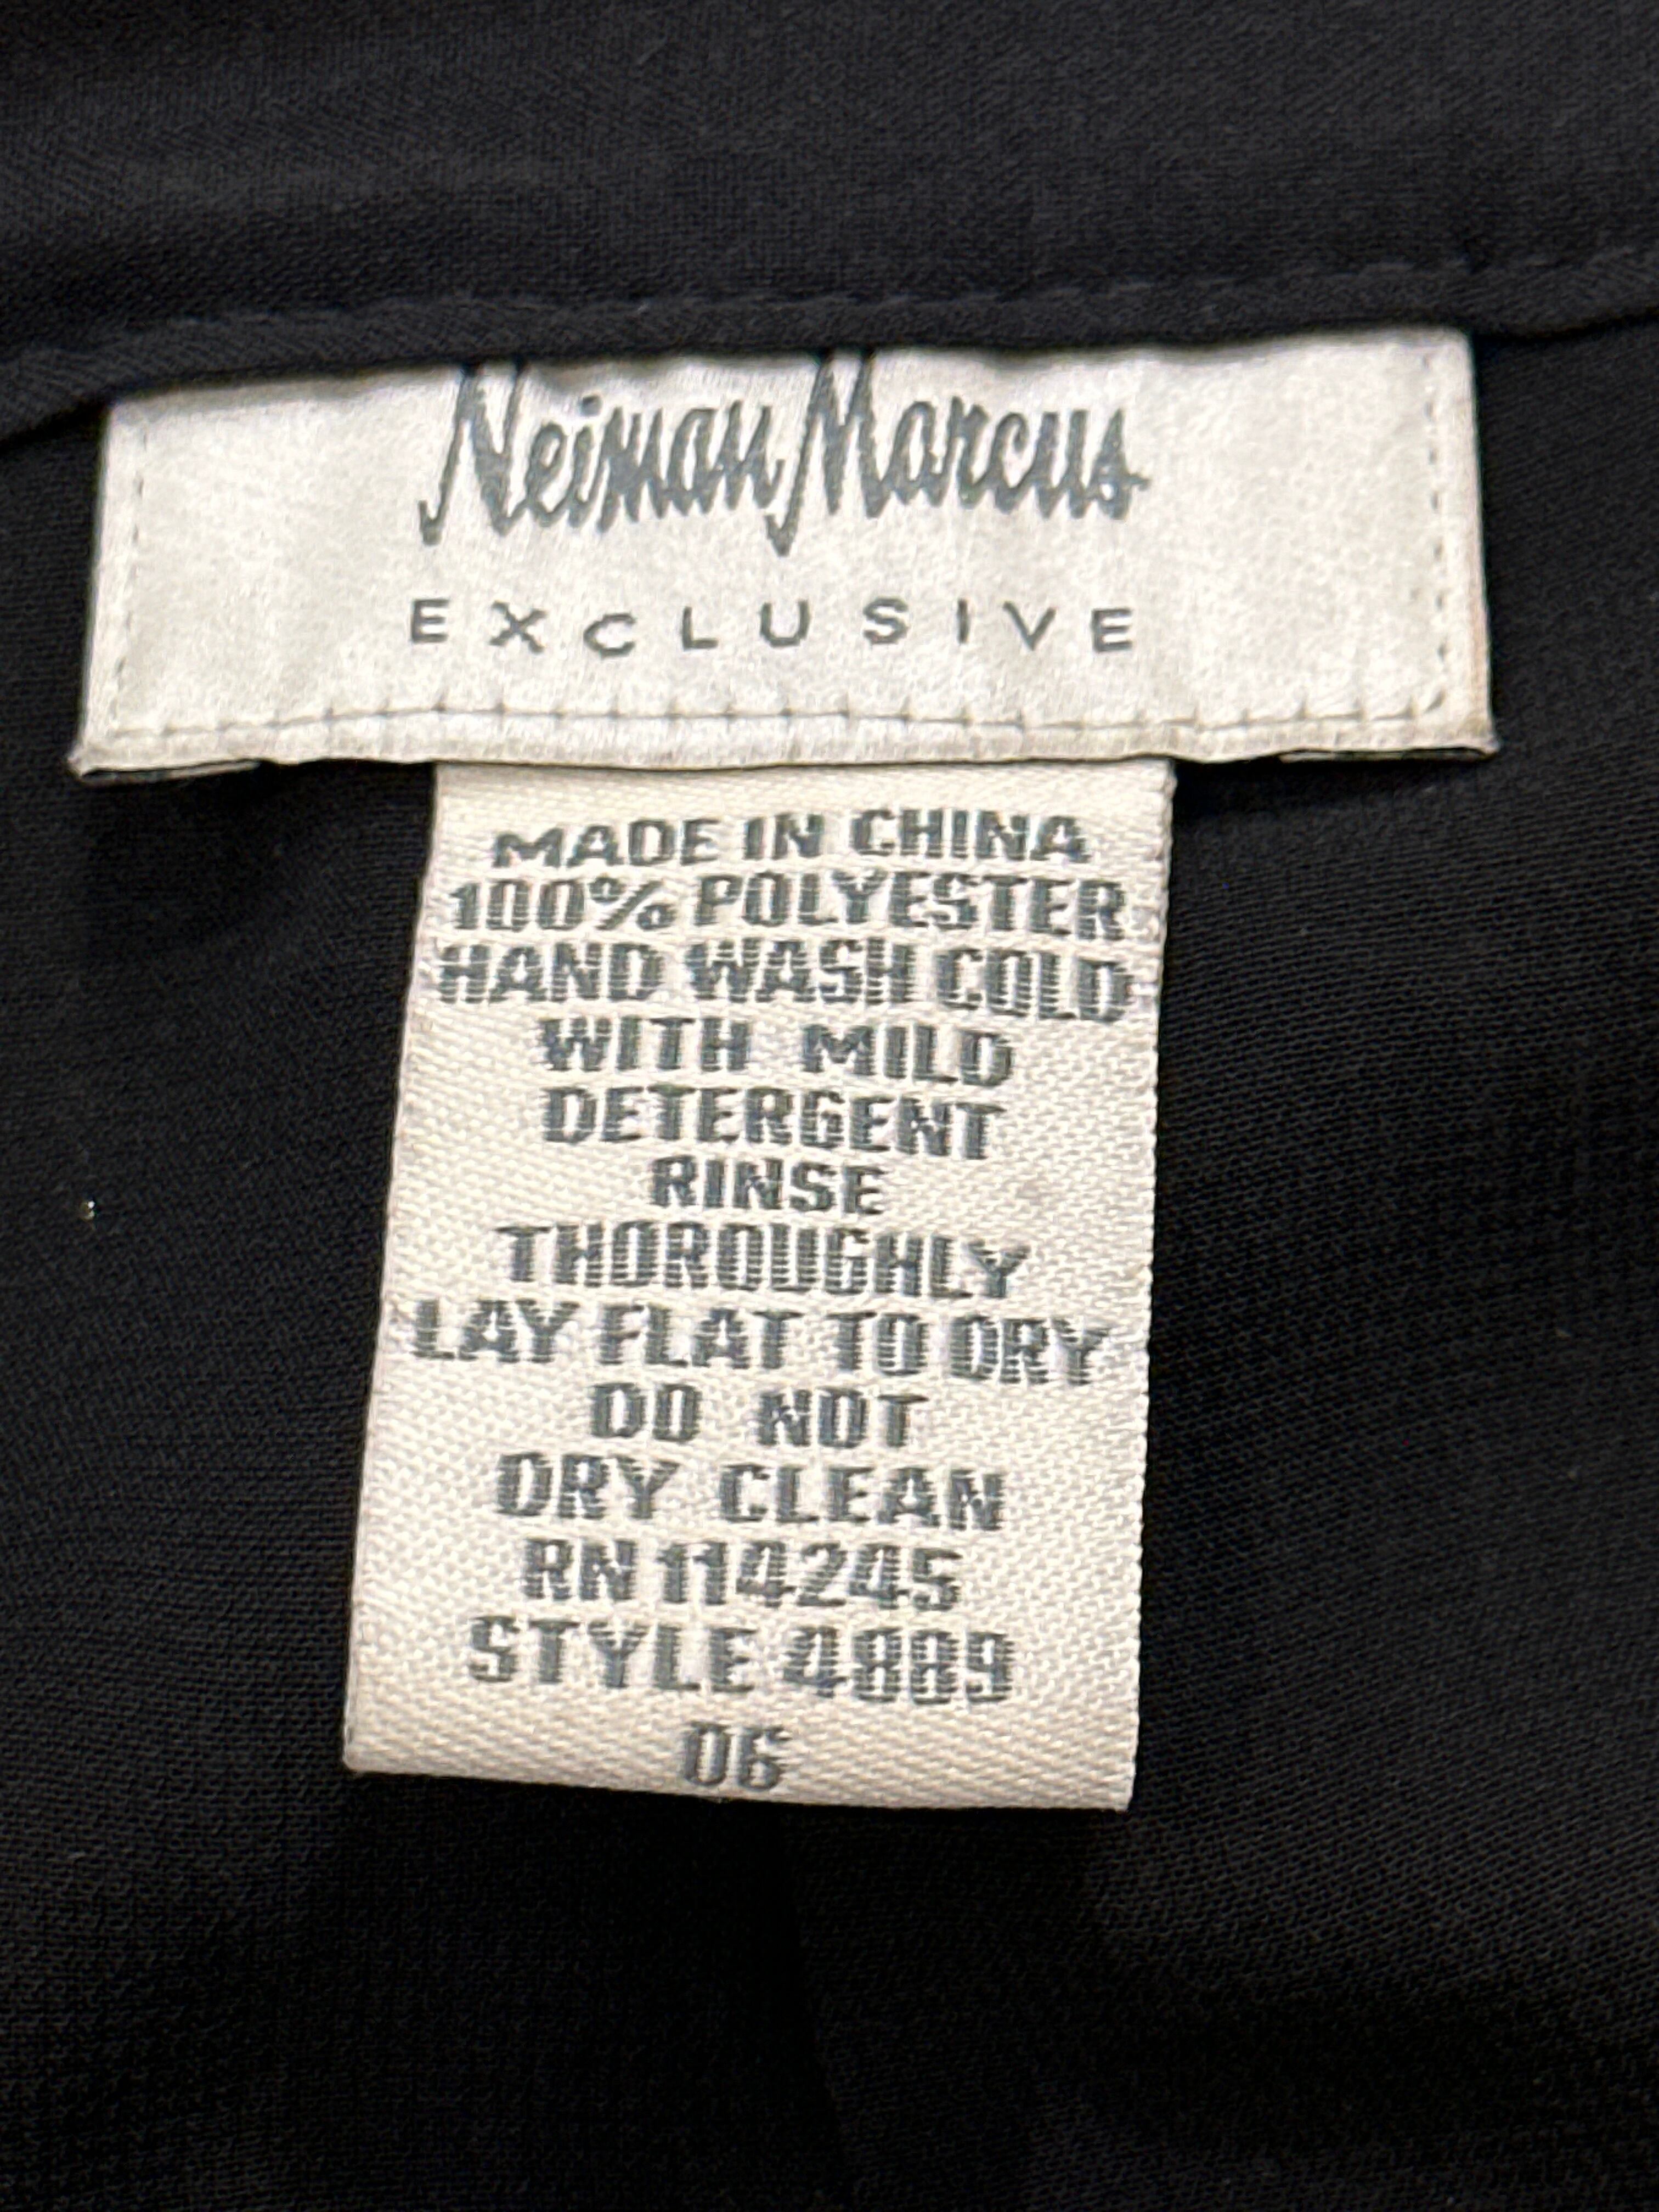 Neiman Marcus
EXCLUSIVE
MADE IN CHINA
100% POLYESTER
HAND WASH COLD
WITH MILD
DETERGENT
RINSE
THOROUGHLY
LAY FLAT TO DRY
DO NOT
DRY CLEAN
RN 114245
STYLE 4889
06